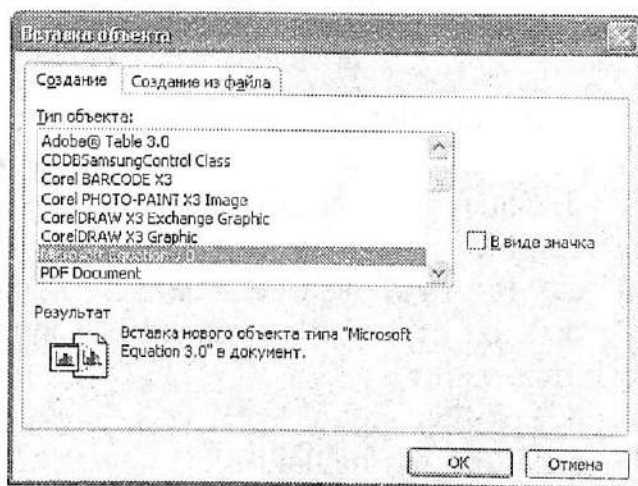 Вставка объекта
Создание
Создание из файла
Тип объекта:
Adobe® Table 3.0
CDDBSamsungControl Class
Corel BARCODE X3
Corel PHOTO-PAINT X3 Image
CorelDRAW X3 Exchange Graphic
CorelDRAW X3 Graphic
Microsoft Equation 3.0
PDF Document
В виде значка
Результат
Вставка нового объекта типа "Microsoft
Equation 3.0" в документ.
ОК
Отмена